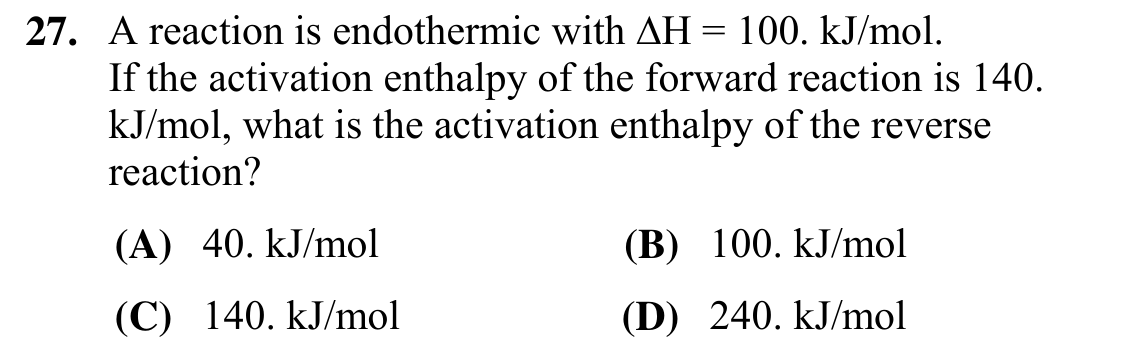 27. A reaction is endothermic with ΔH = 100. kJ/mol.
If the activation enthalpy of the forward reaction is 140.
kJ/mol, what is the activation enthalpy of the reverse
reaction?
(A) 40. kJ/mol (B) 100. kJ/mol
(C) 140. kJ/mol (D) 240. kJ/mol